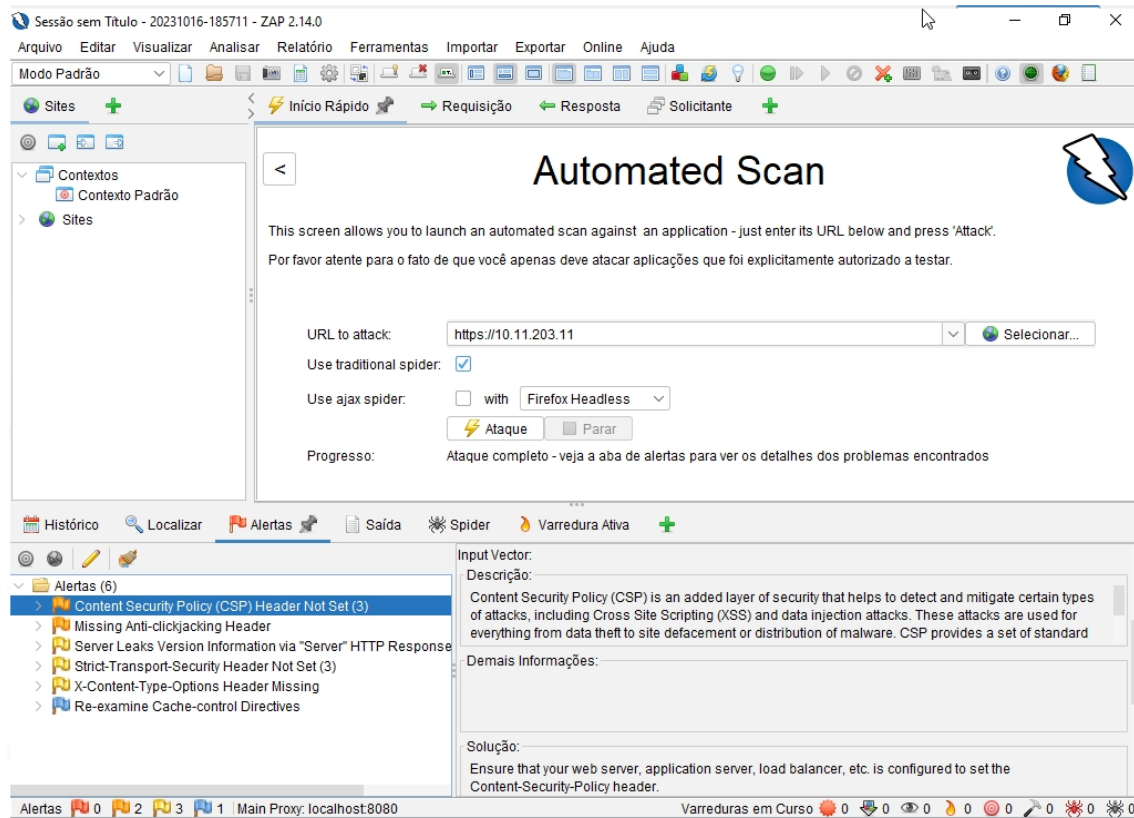 Sessão sem Título - 20231016-185711 - ZAP 2.14.0
Arquivo Editar Visualizar Analisar Relatório Ferramentas Importar Exportar Online Ajuda
Modo Padrão
Sites
Início Rápido Requisição Resposta Solicitante
Contextos
Contexto Padrão
Sites
<
Automated Scan
This screen allows you to launch an automated scan against an application - just enter its URL below and press 'Attack'.
Por favor atente para o fato de que você apenas deve atacar aplicações que foi explicitamente autorizado a testar.
URL to attack: https://10.11.203.11 Selecionar...
Use traditional spider:
Use ajax spider: with Firefox Headless
Ataque Parar
Progresso: Ataque completo - veja a aba de alertas para ver os detalhes dos problemas encontrados
Histórico Localizar Alertas Saída Spider Varredura Ativa
Alertas (6)
Content Security Policy (CSP) Header Not Set (3)
Missing Anti-clickjacking Header
Server Leaks Version Information via "Server" HTTP Response
Strict-Transport-Security Header Not Set (3)
X-Content-Type-Options Header Missing
Re-examine Cache-control Directives
Input Vector:
Descrição:
Content Security Policy (CSP) is an added layer of security that helps to detect and mitigate certain types
of attacks, including Cross Site Scripting (XSS) and data injection attacks. These attacks are used for
everything from data theft to site defacement or distribution of malware. CSP provides a set of standard
Demais Informações:
Solução:
Ensure that your web server, application server, load balancer, etc. is configured to set the
Content-Security-Policy header.
Alertas 0 2 3 1 Main Proxy: localhost:8080 Varreduras em Curso 0 0 0 0 0 0 0 0